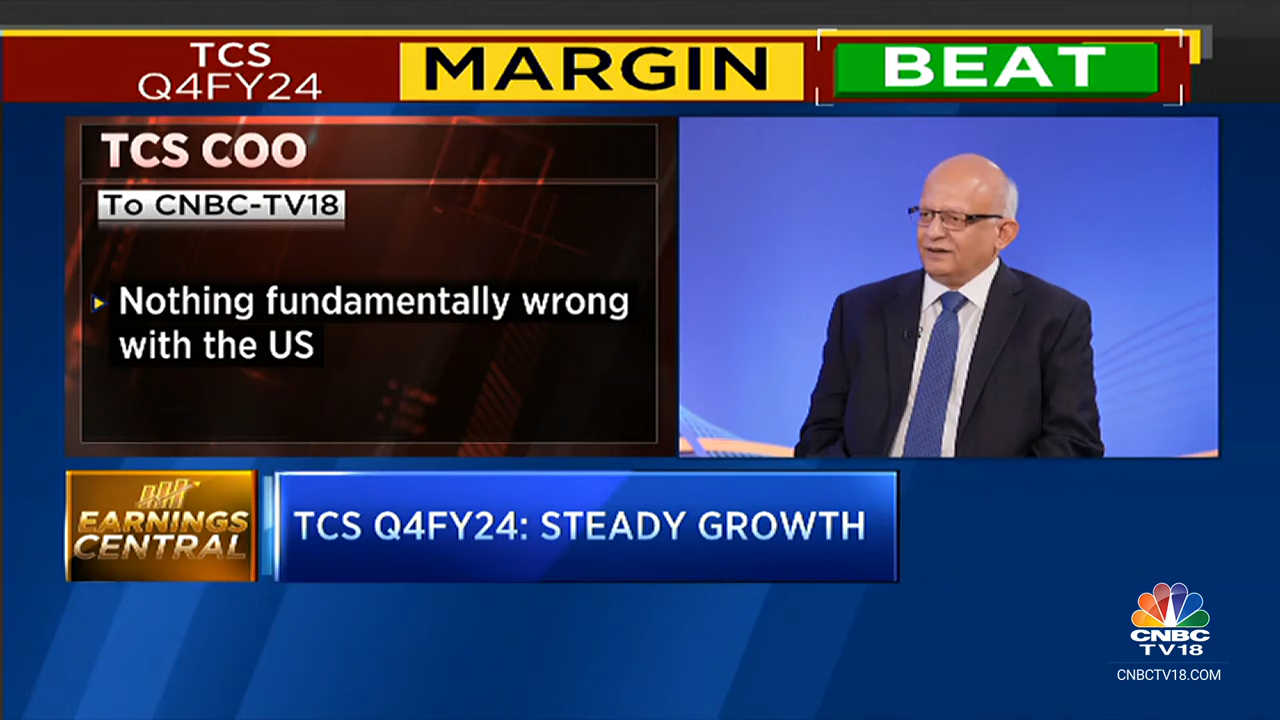 TCS
Q4FY24
MARGIN
BEAT
TCS COO
To CNBC-TV18
Nothing fundamentally wrong
with the US
EARNINGS
CENTRAL
TCS Q4FY24: STEADY GROWTH
CNBC
TV18
CNBCTV18.COM